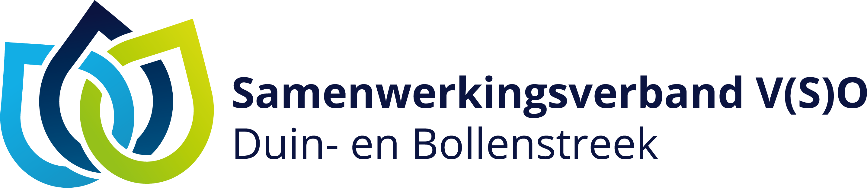 Samenwerkingsverband V(S)O
Duin- en Bollenstreek